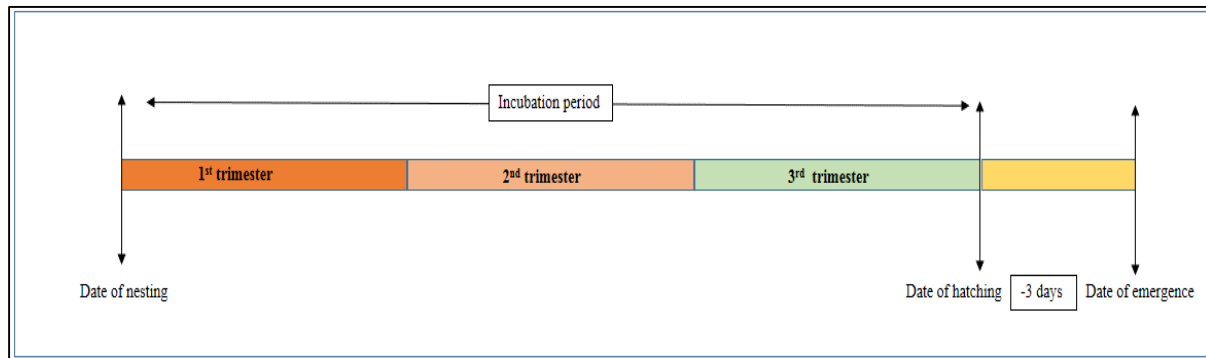 Incubation period
1st trimester
2nd trimester
3rd trimester
Date of nesting
Date of hatching
-3 days
Date of emergence